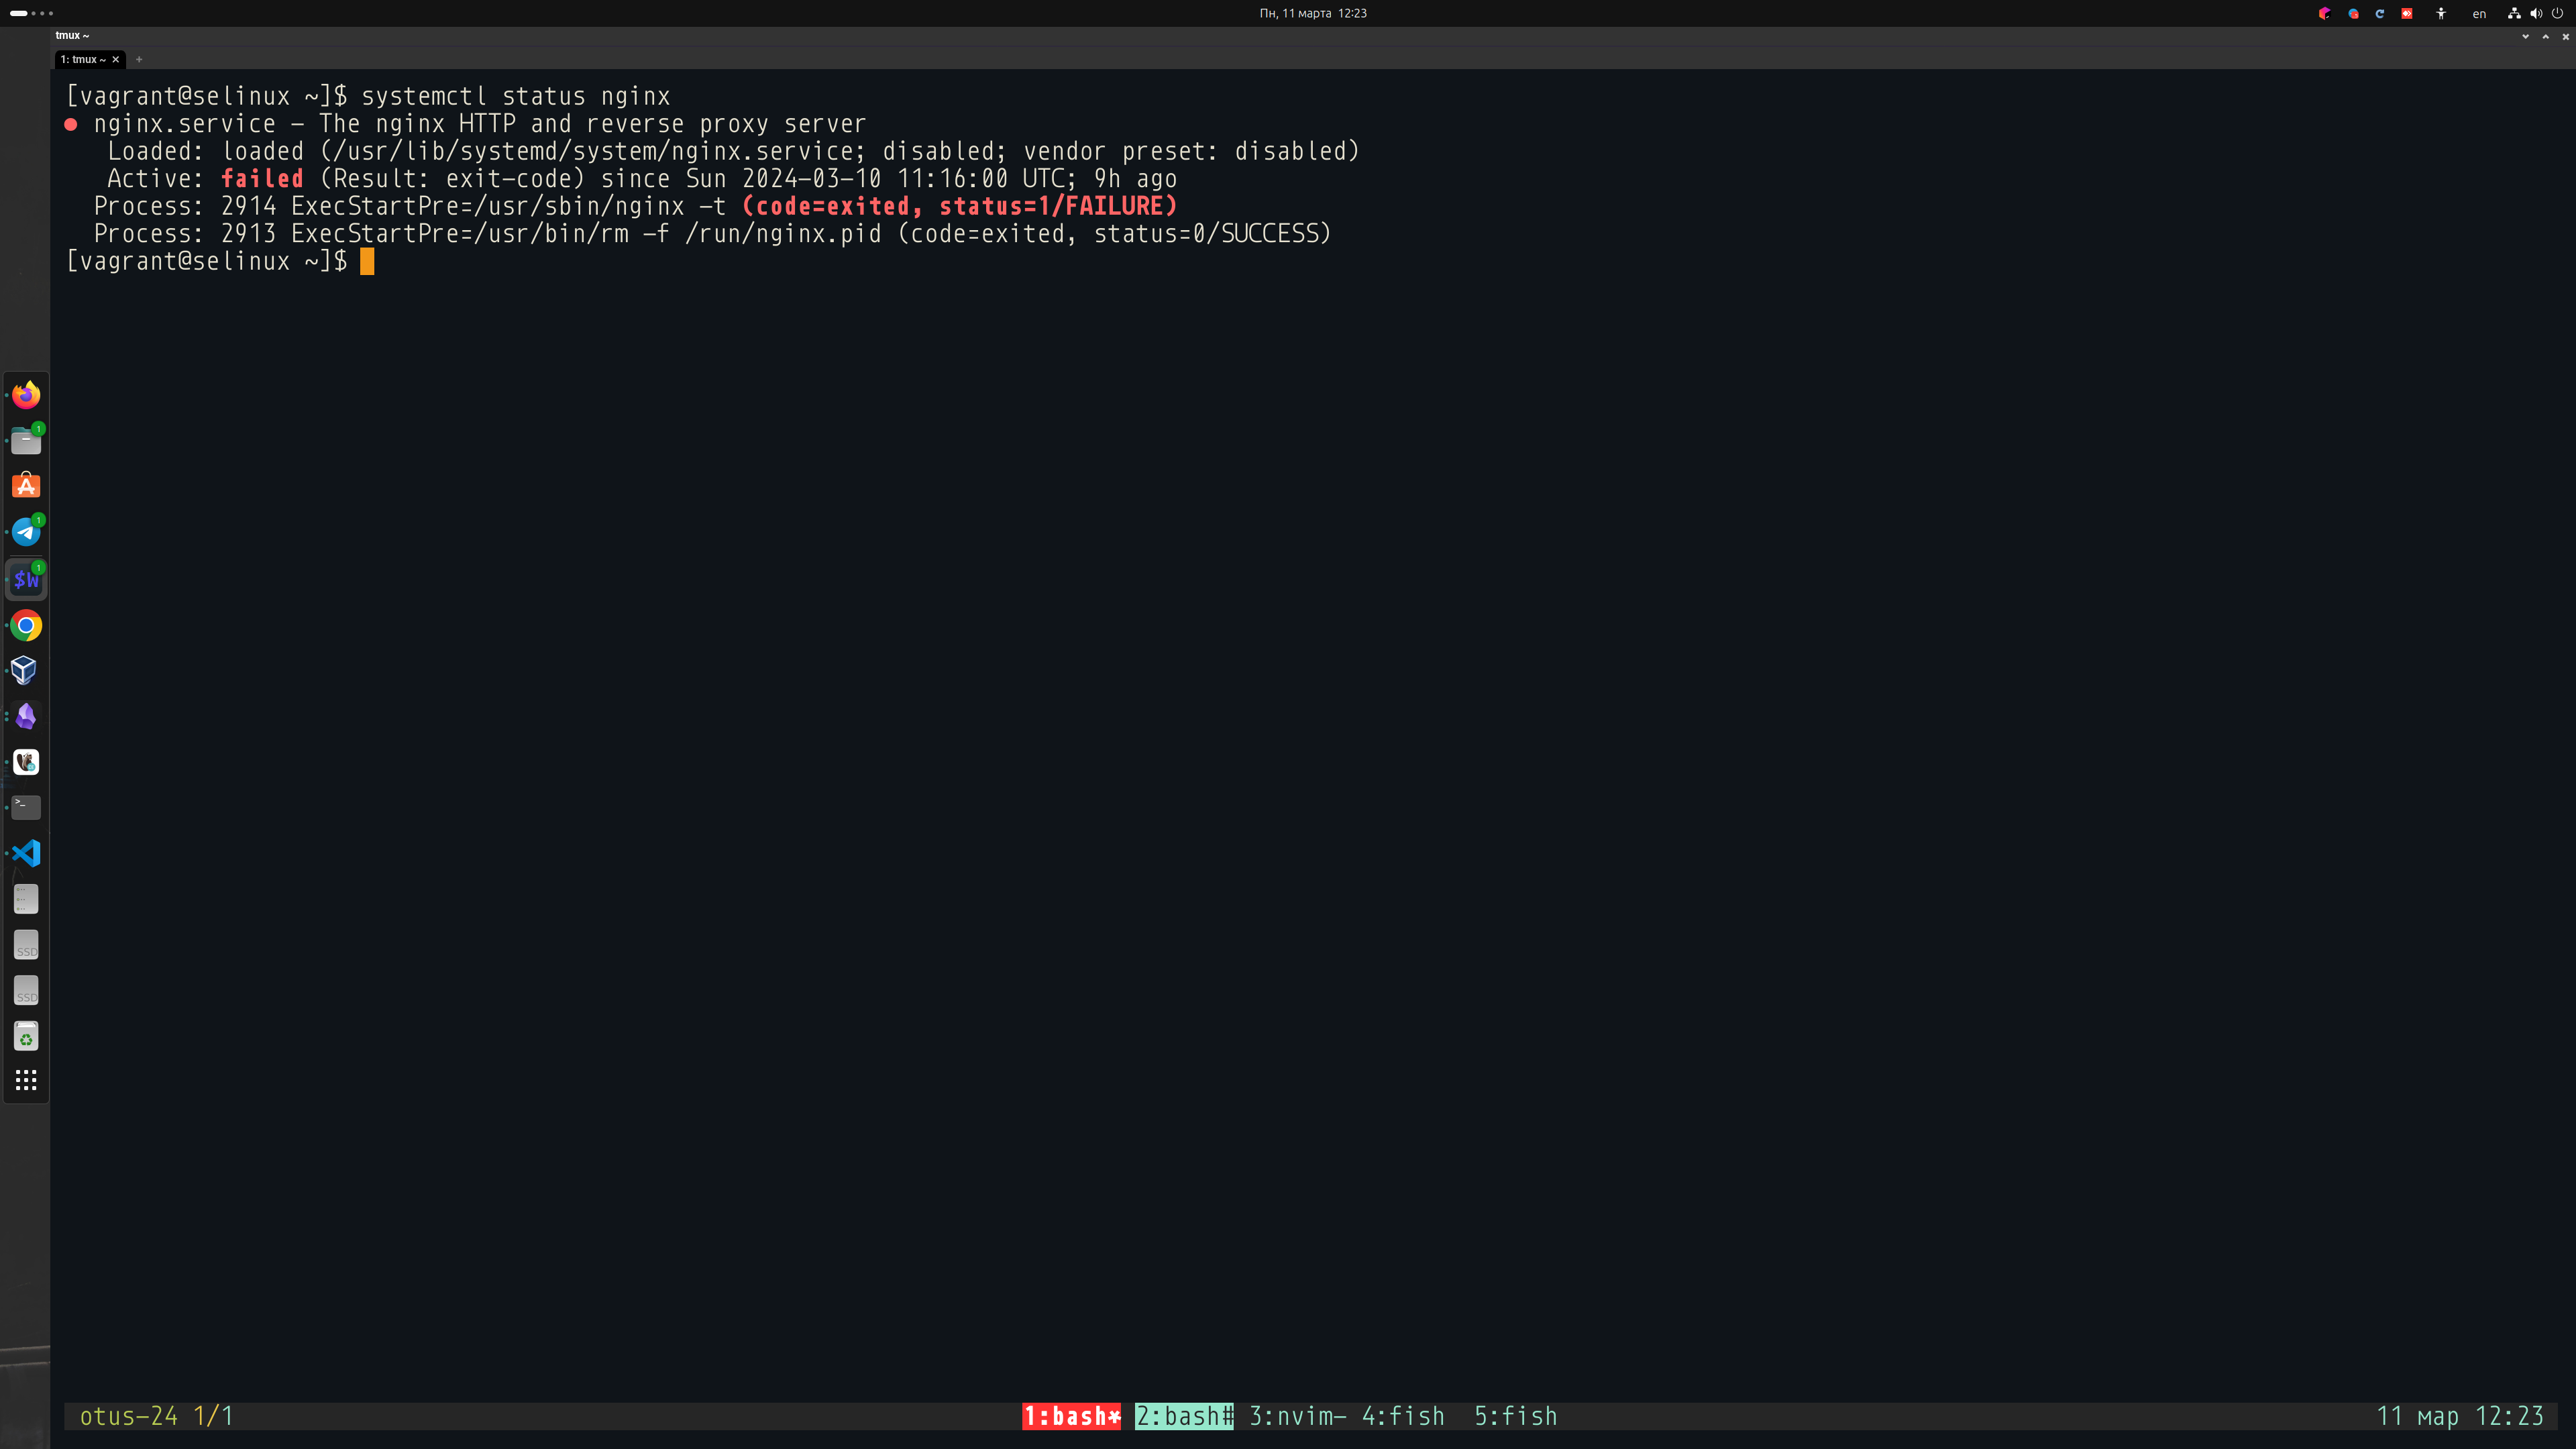 Пн, 11 марта 12:23
en
tmux ~
1: tmux ~ × +
[vagrant@selinux ~]$ systemctl status nginx
● nginx.service - The nginx HTTP and reverse proxy server
Loaded: loaded (/usr/lib/systemd/system/nginx.service; disabled; vendor preset: disabled)
Active: failed (Result: exit-code) since Sun 2024-03-10 11:16:00 UTC; 9h ago
Process: 2914 ExecStartPre=/usr/sbin/nginx -t (code=exited, status=1/FAILURE)
Process: 2913 ExecStartPre=/usr/bin/rm -f /run/nginx.pid (code=exited, status=0/SUCCESS)
[vagrant@selinux ~]$
1
1
$W 1
>_
SSD
SSD
otus-24 1/1 1:bash* 2:bash# 3:nvim- 4:fish 5:fish 11 мар 12:23